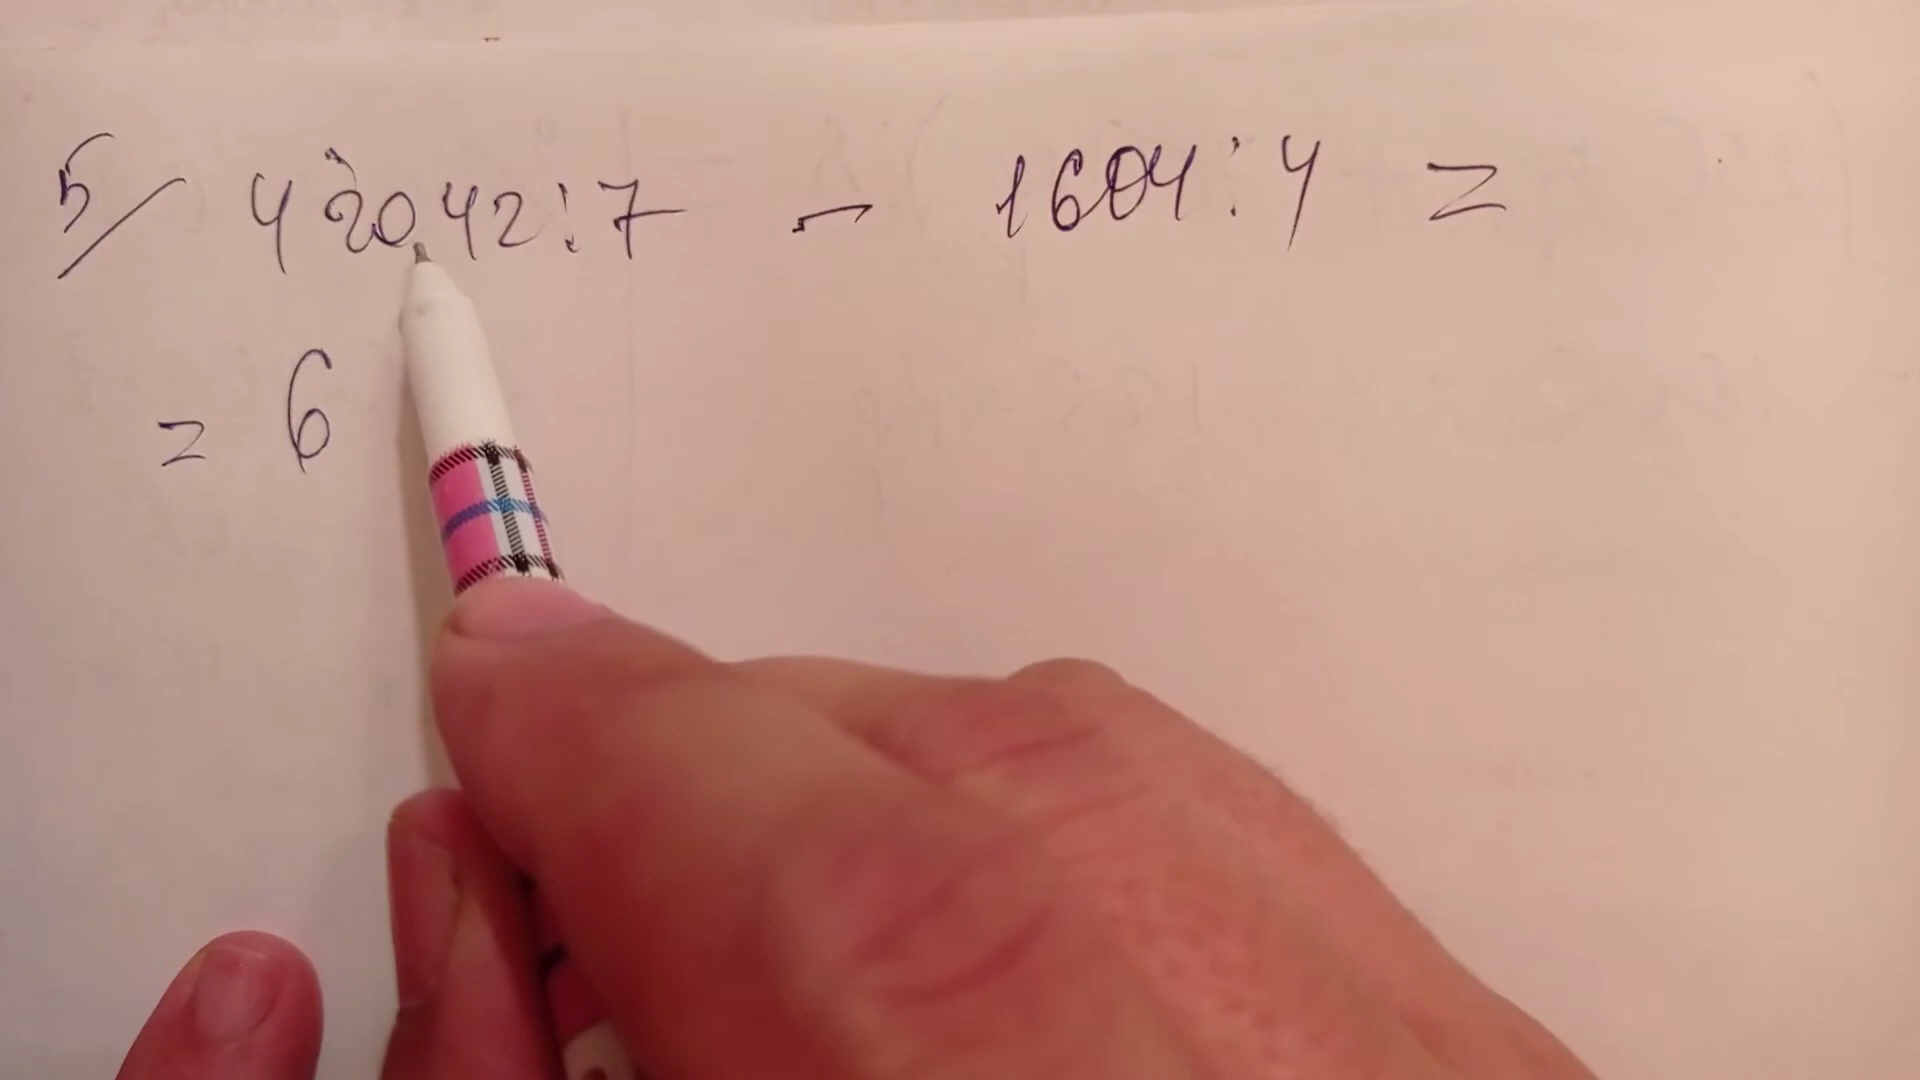 5/ 42042:7 - 1604:4 =
= 6